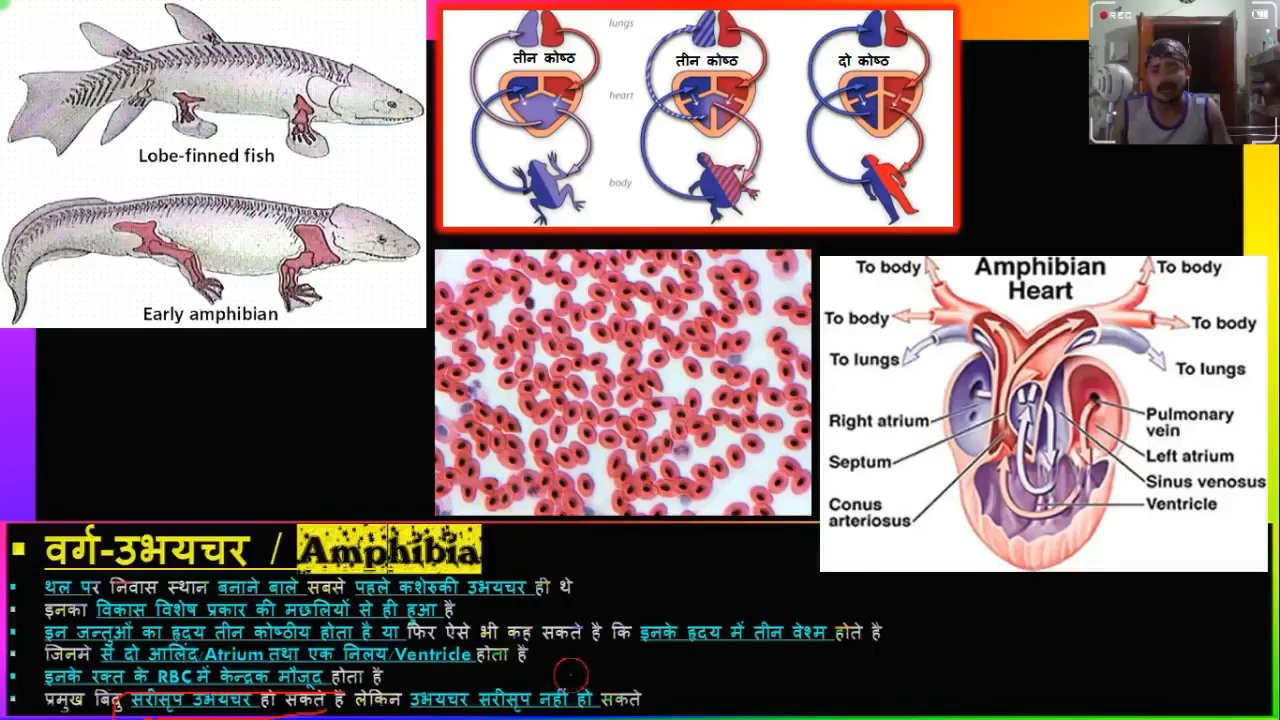 REC
lungs
तीन कोष्ठ
तीन कोष्ठ
दो कोष्ठ
heart
body
Lobe-finned fish
Early amphibian
Amphibian
Heart
To body
To body
To body
To body
To lungs
To lungs
Right atrium
Septum
Conus
arteriosus
Pulmonary
vein
Left atrium
Sinus venosus
Ventricle
वर्ग-उभयचर / Amphibia
थल पर निवास स्थान बनाने बाले सबसे पहले कशेरुकी उभयचर ही थे
इनका विकास विशेष प्रकार की मछलियों से ही हुआ है
इन जन्तुओं का हृदय तीन कोष्ठीय होता है या फिर ऐसे भी कह सकते है कि इनके हृदय में तीन वेश्म होते है
जिनमे से दो आलिंद/Atrium तथा एक निलय/Ventricle होता है
इनके रक्त के RBC में केन्द्रक मौजूद होता है
प्रमुख बिंदु सरीसृप उभयचर हो सकते है लेकिन उभयचर सरीसृप नहीं हो सकते